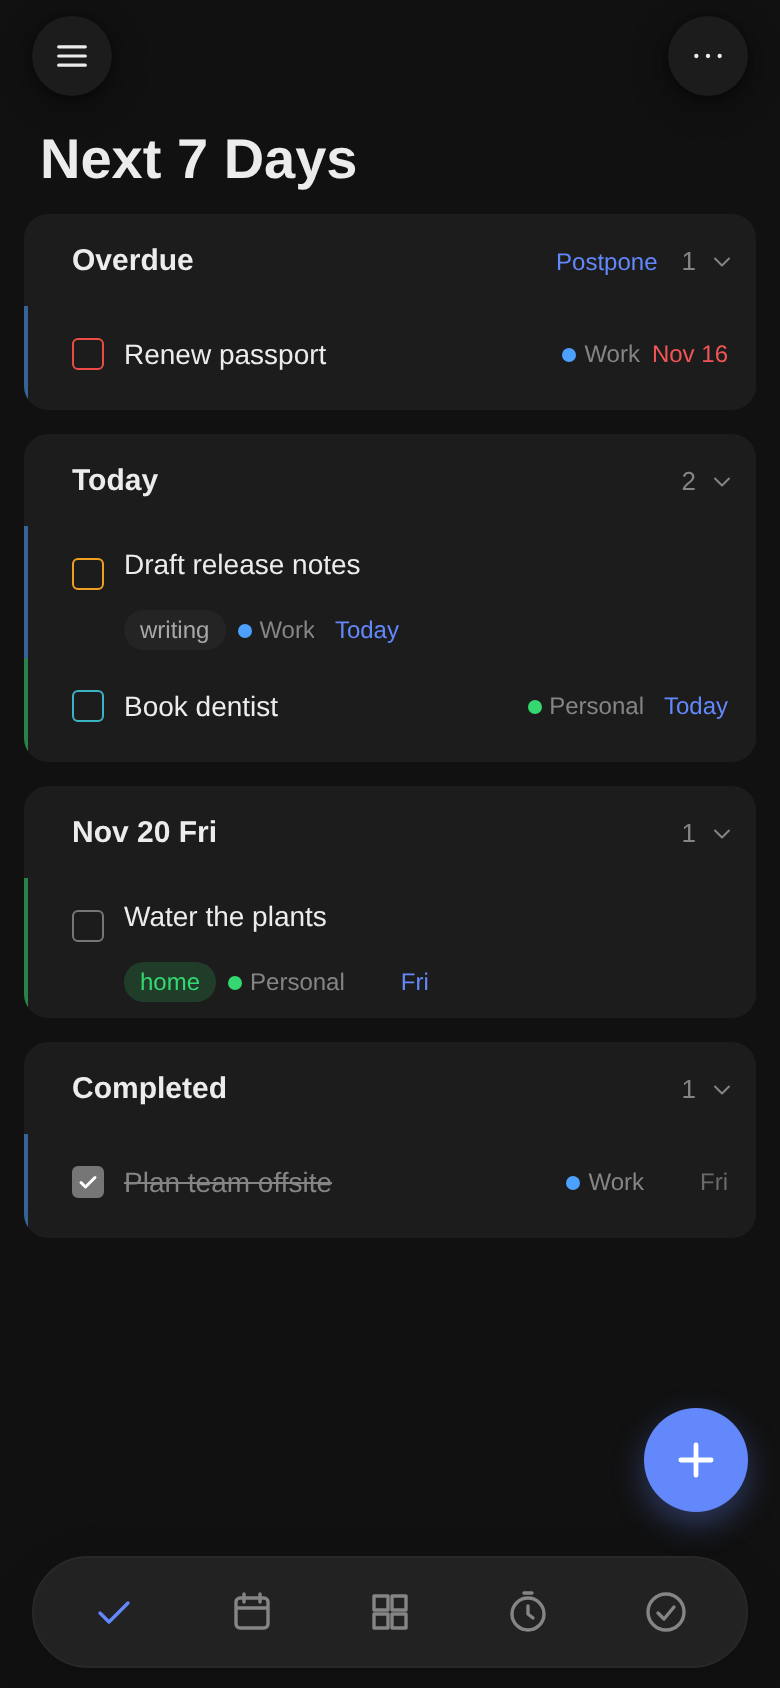 Next 7 Days
Overdue Postpone 1
Renew passport Work Nov 16
Today 2
Draft release notes
writing Work Today
Book dentist Personal Today
Nov 20 Fri 1
Water the plants
home Personal Fri
Completed 1
Plan team offsite Work Fri